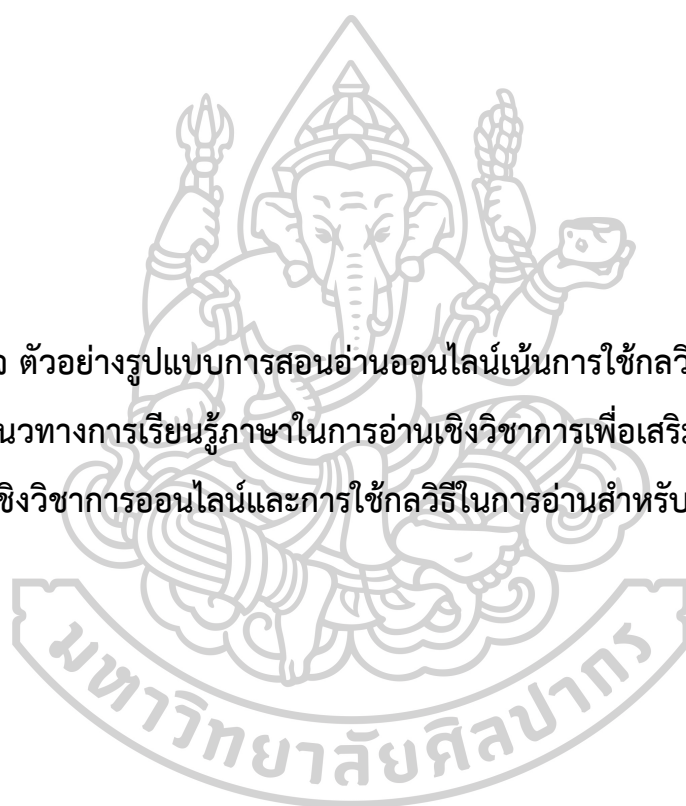 ตัวอย่างรูปแบบการสอนอ่านออนไลน์เน้นการใช้กลวิ
นวทางการเรียนรู้ภาษาในการอ่านเชิงวิชาการเพื่อเสริม
ชิงวิชาการออนไลน์และการใช้กลวิธีในการอ่านสำหรับ
มหาวิทยาลัยศิลปากร